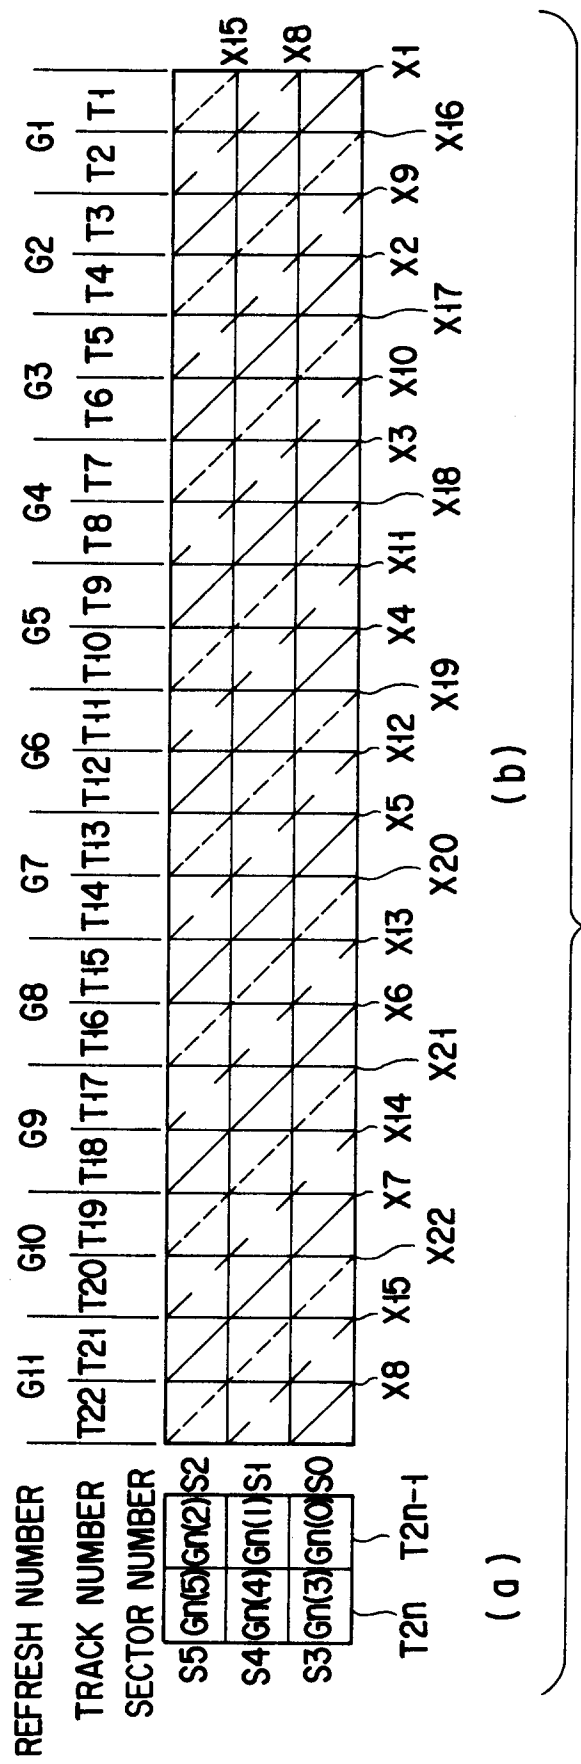 REFRESH NUMBER G11 G10 G9 G8 G7 G6 G5 G4 G3 G2 G1
TRACK NUMBER T22 T21 T20 T19 T18 T17 T16 T15 T14 T13 T12 T11 T10 T9 T8 T7 T6 T5 T4 T3 T2 T1
SECTOR NUMBER
S5 Gn(5) Gn(2) S2
S4 Gn(4) Gn(1) S1
S3 Gn(3) Gn(0) S0
T2n T2n-1
X15
X8
X8 X15 X22 X7 X14 X21 X6 X13 X20 X5 X12 X19 X4 X11 X18 X3 X10 X17 X2 X9 X16 X1
(a) (b)